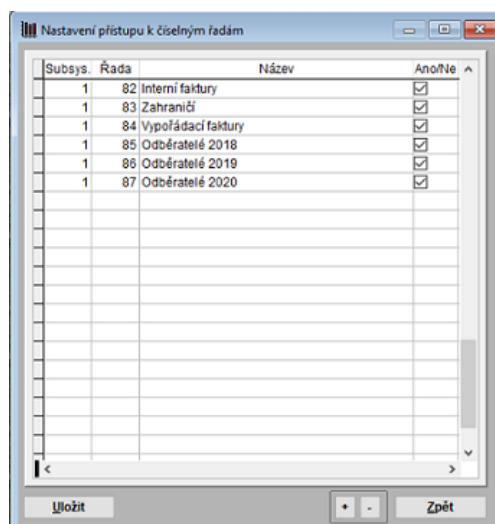 Nastavení přístupu k číselným řadám
Subsys. Řada Název Ano/Ne
1 82 Interní faktury
1 83 Zahraničí
1 84 Vypořádací faktury
1 85 Odběratelé 2018
1 86 Odběratelé 2019
1 87 Odběratelé 2020
Uložit + - Zpět